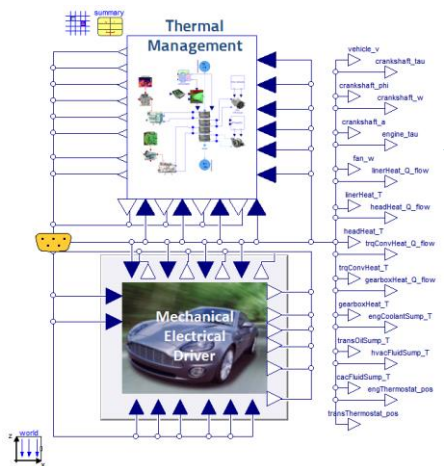 summary
Thermal
Management
vehicle_v
crankshaft_tau
crankshaft_phi
crankshaft_w
crankshaft_a
engine_tau
fan_w
linerHeat_Q_flow
linerHeat_T
headHeat_Q_flow
headHeat_T
trqConvHeat_Q_flow
trqConvHeat_T
gearboxHeat_Q_flow
gearboxHeat_T
engCoolantSump_T
transOilSump_T
hvacFluidSump_T
cacFluidSump_T
engThermostat_pos
transThermostat_pos
Mechanical
Electrical
Driver
world
z
x